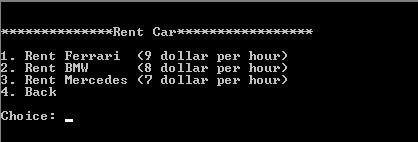 **************Rent Car*****************
1. Rent Ferrari  (9 dollar per hour)
2. Rent BMW      (8 dollar per hour)
3. Rent Mercedes (7 dollar per hour)
4. Back
Choice: _